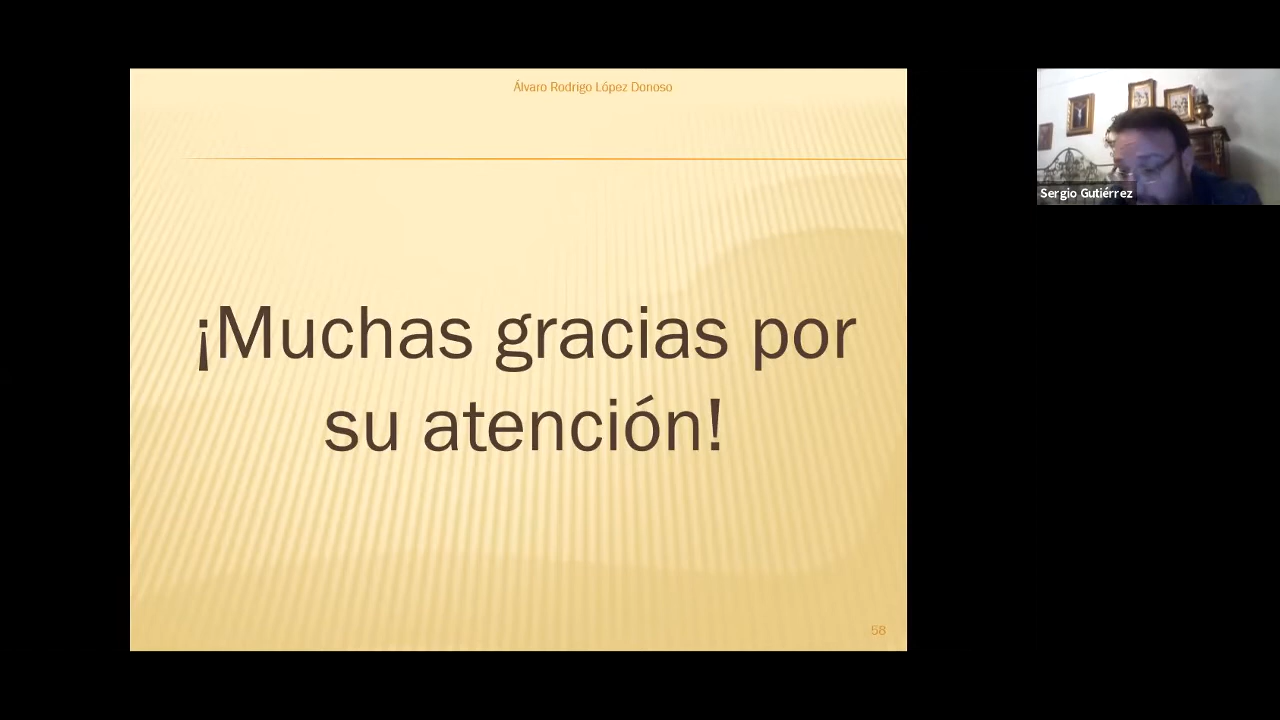 Álvaro Rodrigo López Donoso
¡Muchas gracias por
su atención!
58
Sergio Gutiérrez